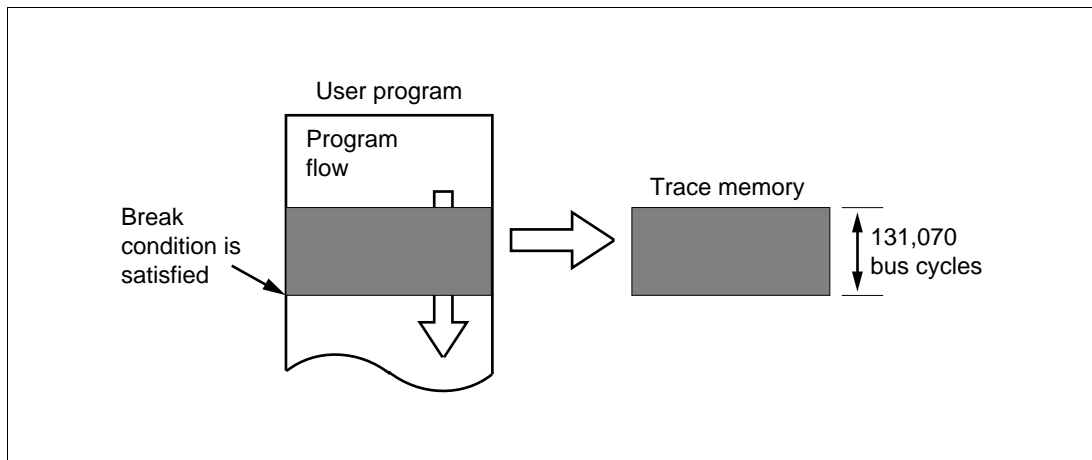 User program
Program
flow
Break
condition is
satisfied
Trace memory
131,070
bus cycles